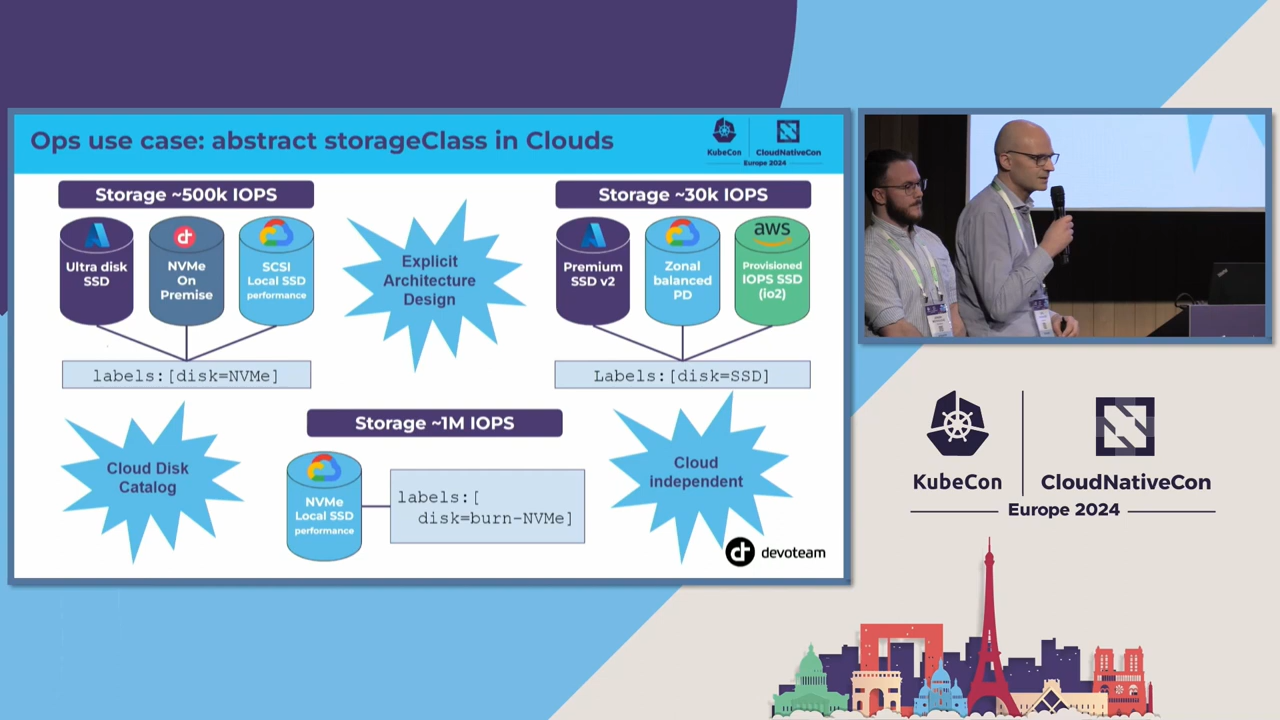 Ops use case: abstract storageClass in Clouds
KubeCon
CloudNativeCon
Europe 2024
Storage ~500k IOPS
Ultra disk
SSD
NVMe
On
Premise
SCSI
Local SSD
performance
labels:[disk=NVMe]
Explicit
Architecture
Design
Storage ~30k IOPS
Premium
SSD v2
Zonal
balanced
PD
aws
Provisioned
IOPS SSD
(io2)
Labels:[disk=SSD]
Cloud Disk
Catalog
Storage ~1M IOPS
NVMe
Local SSD
performance
labels:[
disk=burn-NVMe]
Cloud
independent
devoteam
KubeCon
CloudNativeCon
Europe 2024